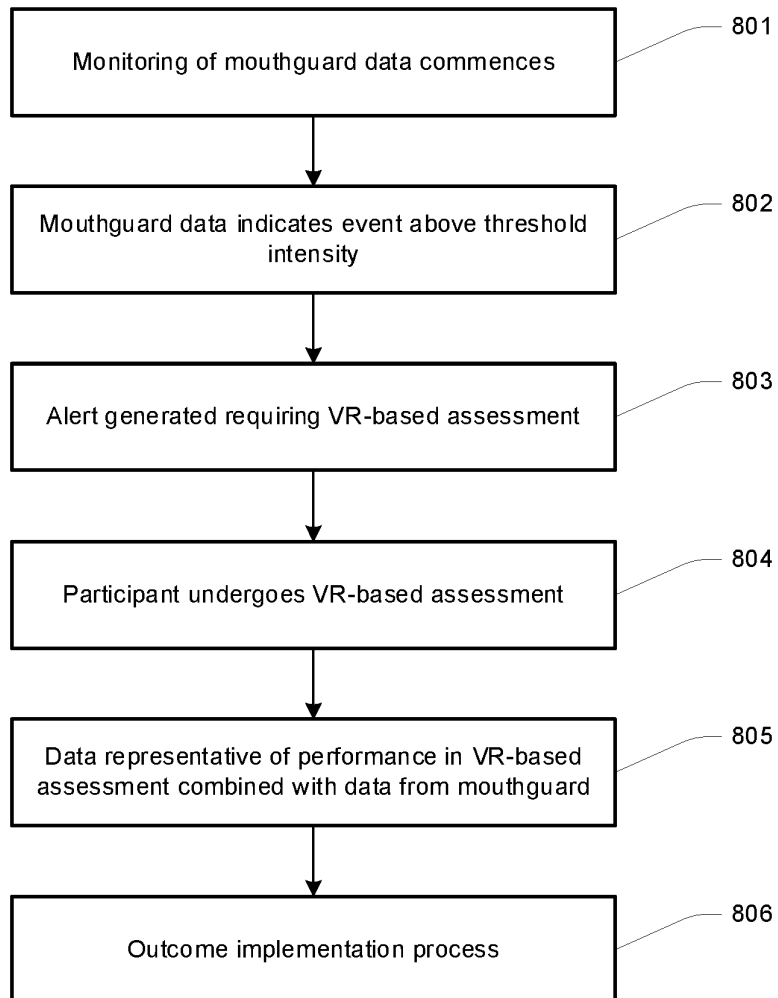 Monitoring of mouthguard data commences
801
Mouthguard data indicates event above threshold
intensity
802
Alert generated requiring VR-based assessment
803
Participant undergoes VR-based assessment
804
Data representative of performance in VR-based
assessment combined with data from mouthguard
805
Outcome implementation process
806